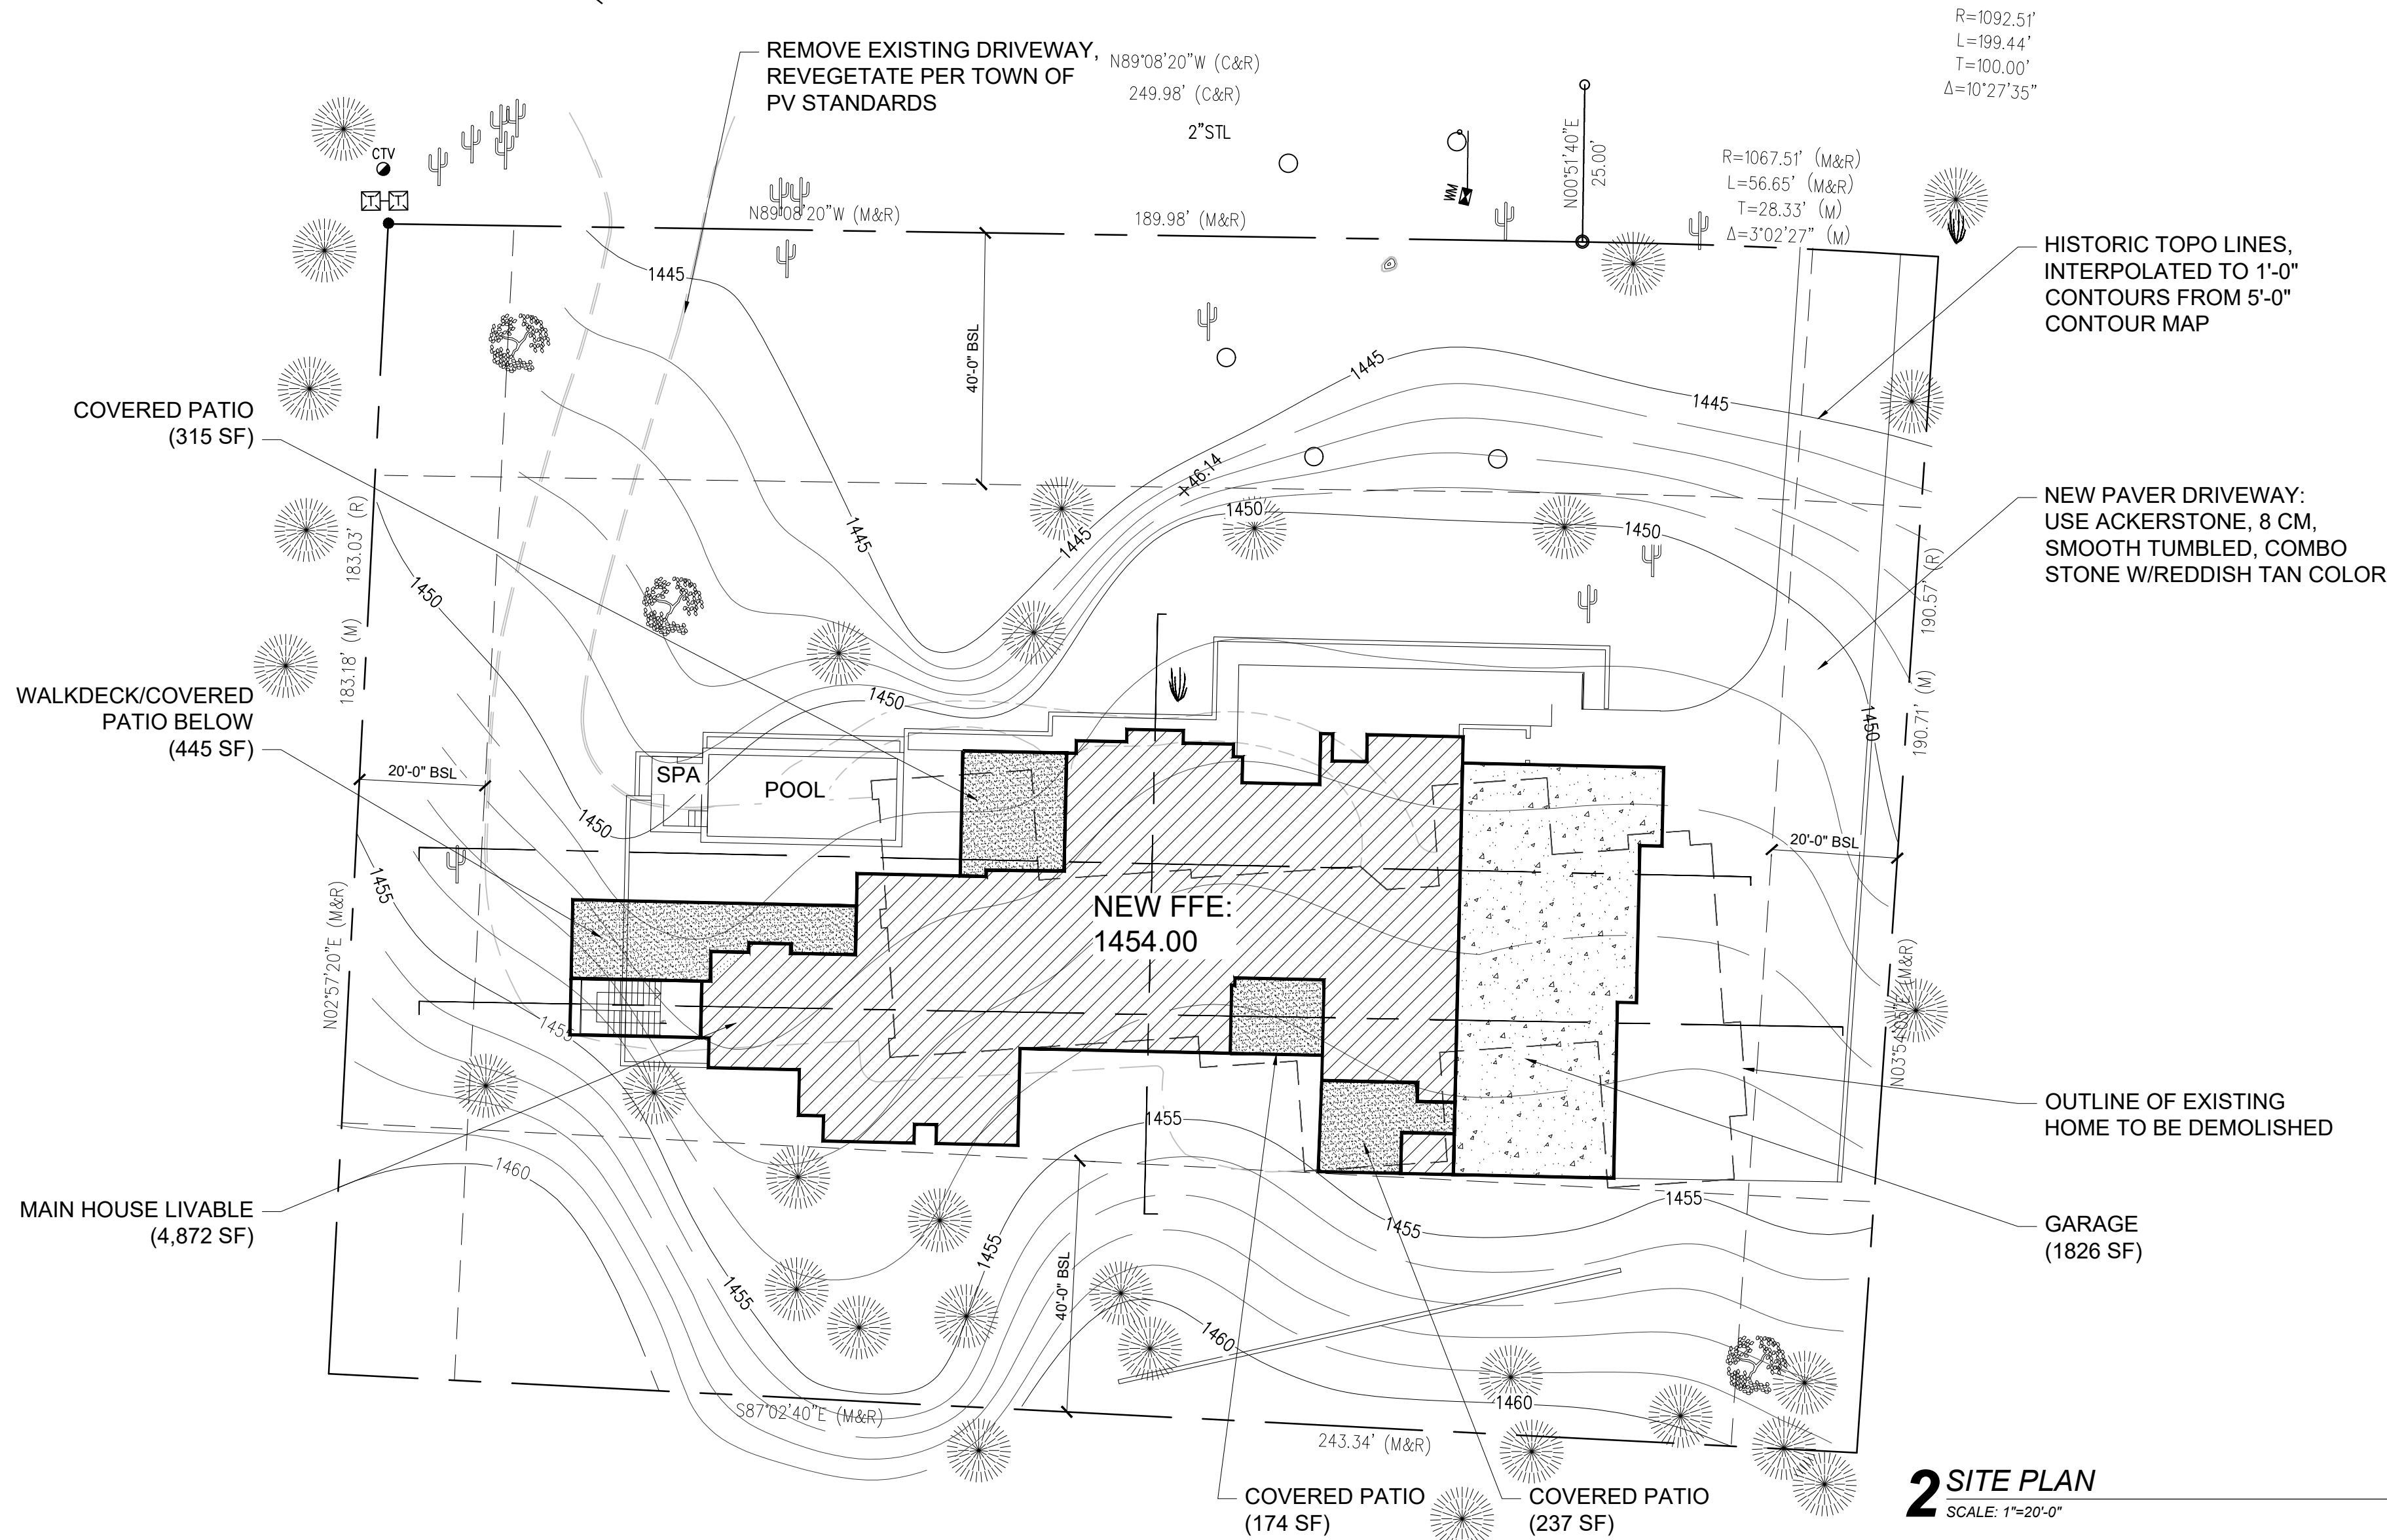 R=1092.51'
L=199.44'
T=100.00'
Δ=10°27'35"
REMOVE EXISTING DRIVEWAY,
REVEGETATE PER TOWN OF
PV STANDARDS
N89°08'20"W (C&R)
249.98' (C&R)
2"STL
CTV
T
T
WM
N00°51'40"E
25.00'
R=1067.51' (M&R)
L=56.65' (M&R)
T=28.33' (M)
Δ=3°02'27" (M)
N89°08'20"W (M&R)
189.98' (M&R)
HISTORIC TOPO LINES,
INTERPOLATED TO 1'-0"
CONTOURS FROM 5'-0"
CONTOUR MAP
1445
40'-0" BSL
1445
1445
COVERED PATIO
(315 SF)
+46.14
183.03' (R)
183.18' (M)
1450
1445
1445
1450
1450
NEW PAVER DRIVEWAY:
USE ACKERSTONE, 8 CM,
SMOOTH TUMBLED, COMBO
STONE W/REDDISH TAN COLOR
190.57' (R)
190.71' (M)
WALKDECK/COVERED
PATIO BELOW
(445 SF)
1450
1450
20'-0" BSL
SPA
POOL
1450
20'-0" BSL
1455
N02°57'20"E (M&R)
NEW FFE:
1454.00
N03°54'05"E (M&R)
1455
OUTLINE OF EXISTING
HOME TO BE DEMOLISHED
1455
1460
MAIN HOUSE LIVABLE
(4,872 SF)
1455
1455
GARAGE
(1826 SF)
1455
1455
40'-0" BSL
1460
1460
S87°02'40"E (M&R)
243.34' (M&R)
COVERED PATIO
(174 SF)
COVERED PATIO
(237 SF)
2 SITE PLAN
SCALE: 1"=20'-0"